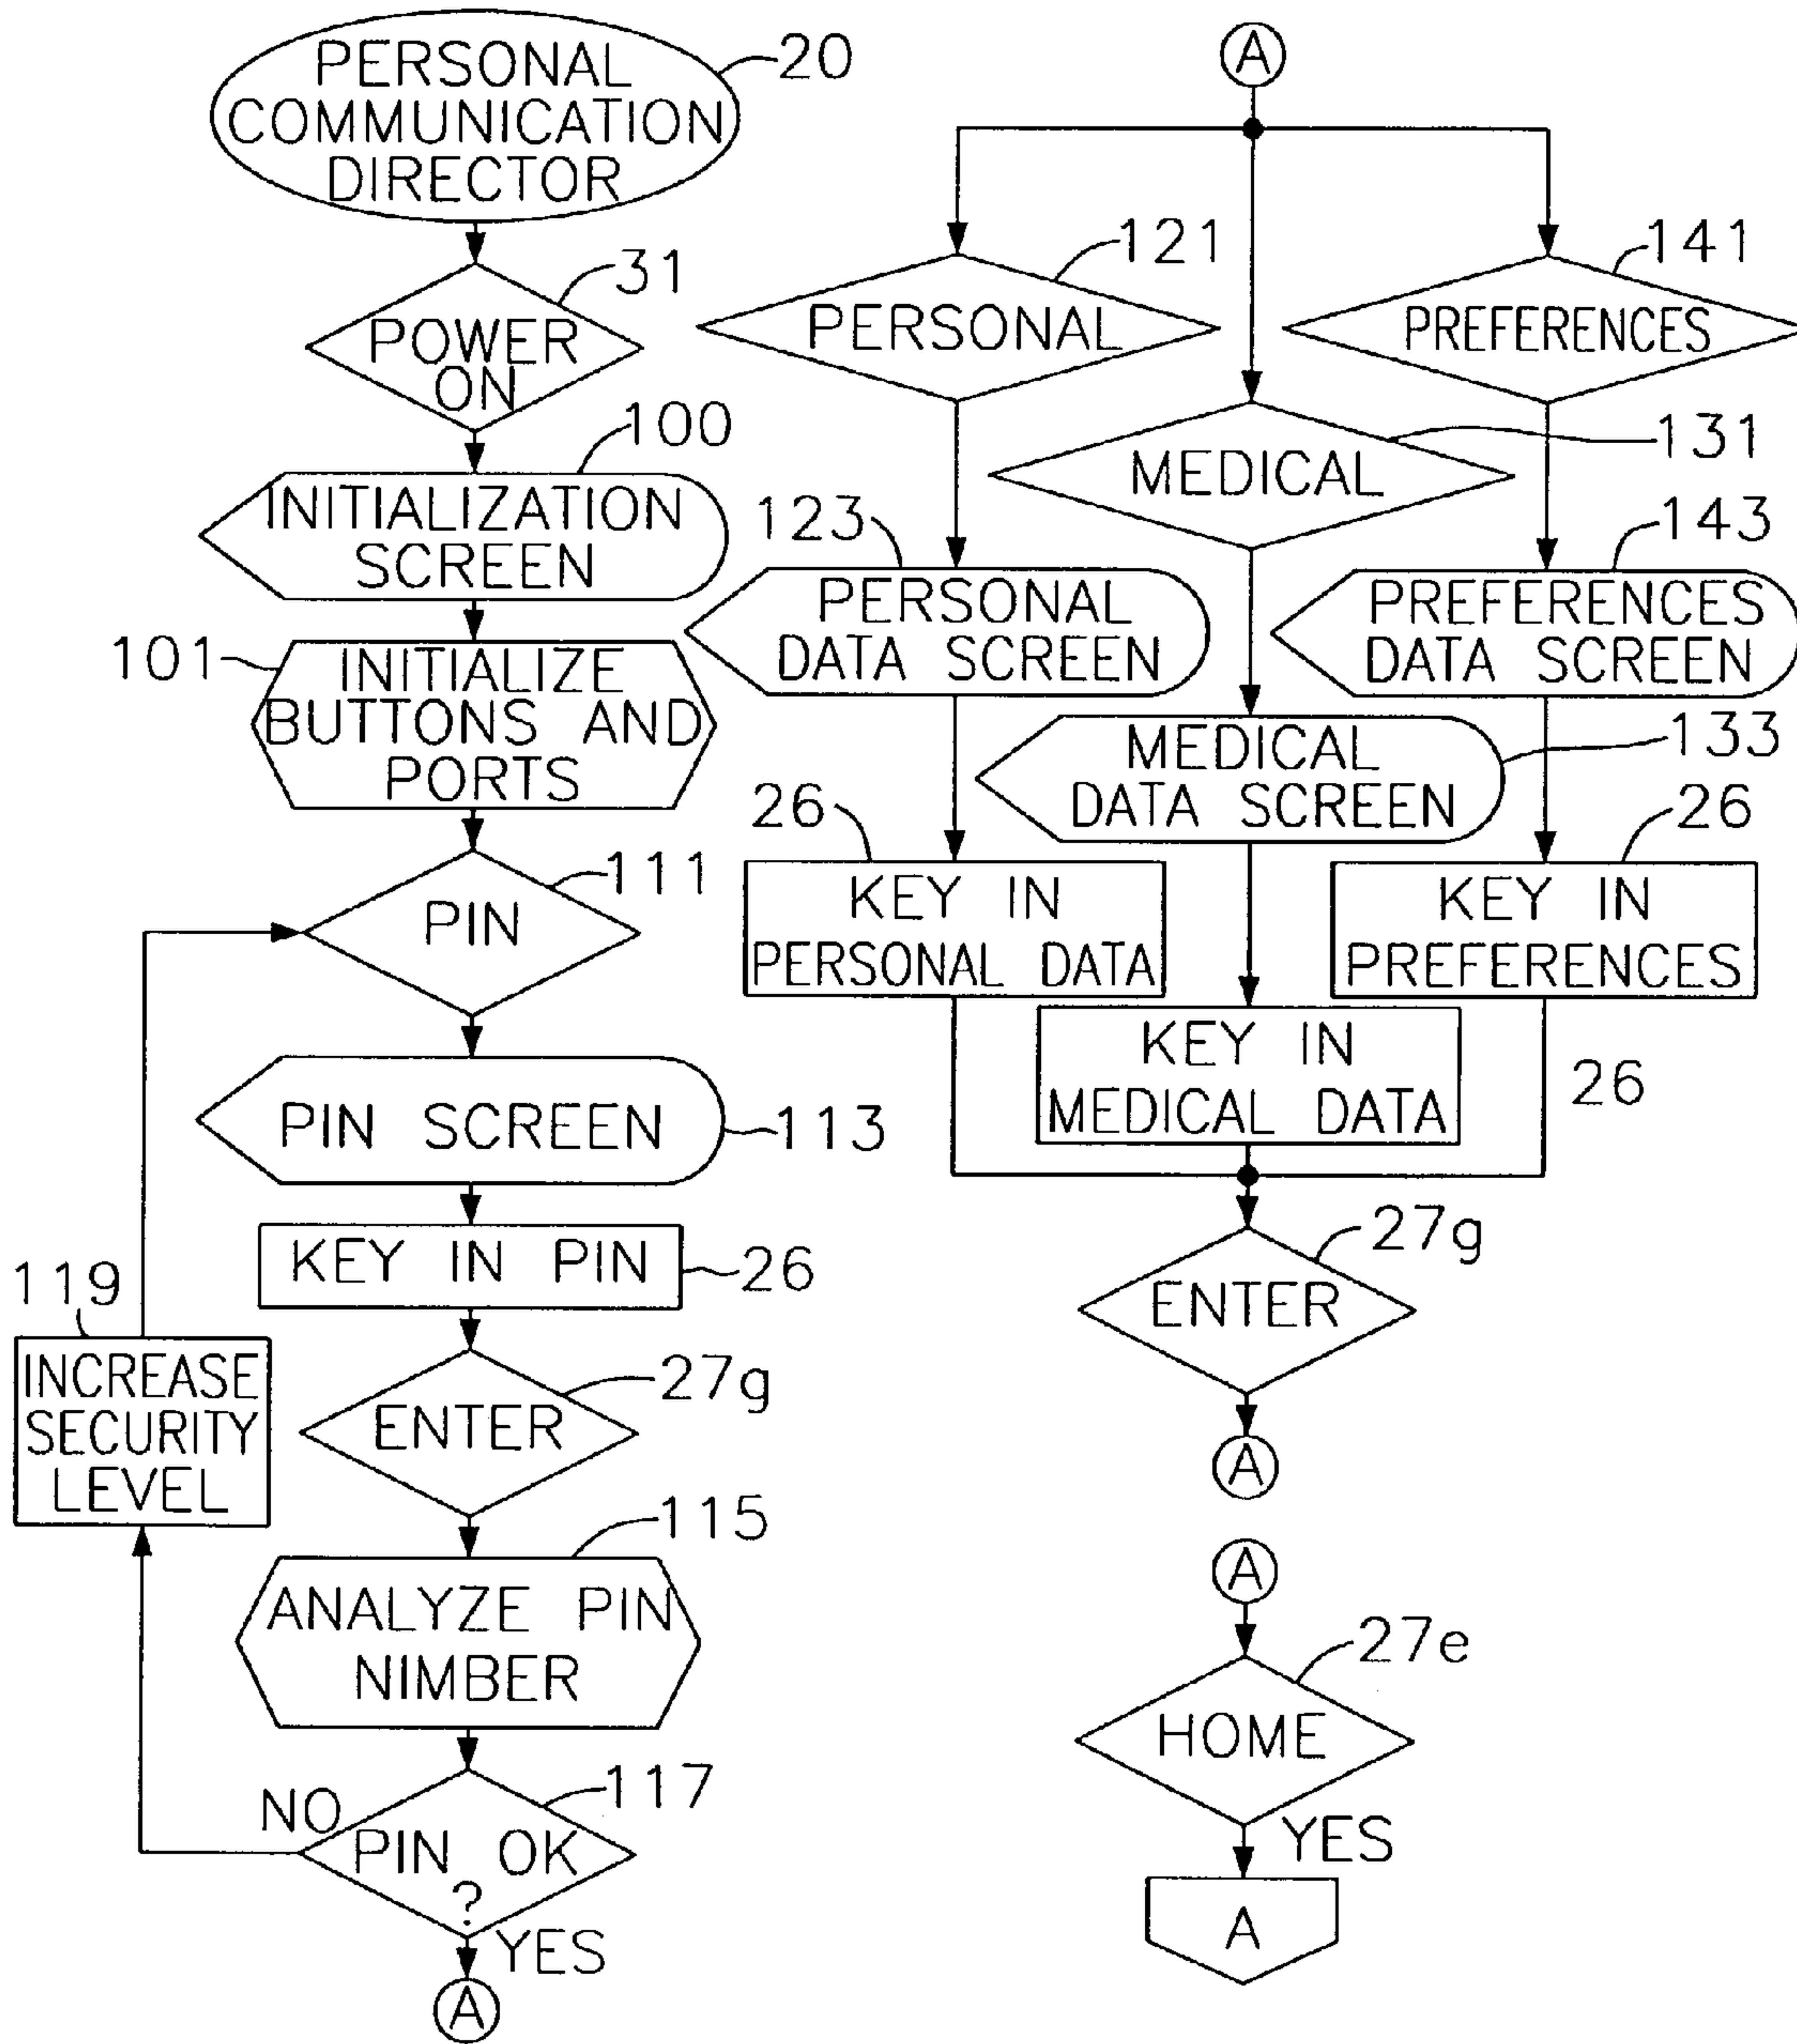 PERSONAL
COMMUNICATION
DIRECTOR
20
POWER
ON
31
INITIALIZATION
SCREEN
100
INITIALIZE
BUTTONS AND
PORTS
101
PIN
111
PIN SCREEN
113
KEY IN PIN
26
ENTER
27g
ANALYZE PIN
NIMBER
115
PIN OK
?
117
NO
INCREASE
SECURITY
LEVEL
119
YES
A
A
PERSONAL
121
MEDICAL
131
PREFERENCES
141
PERSONAL
DATA SCREEN
123
MEDICAL
DATA SCREEN
133
PREFERENCES
DATA SCREEN
143
KEY IN
PERSONAL DATA
26
KEY IN
MEDICAL DATA
26
KEY IN
PREFERENCES
26
ENTER
27g
A
A
HOME
27e
YES
A